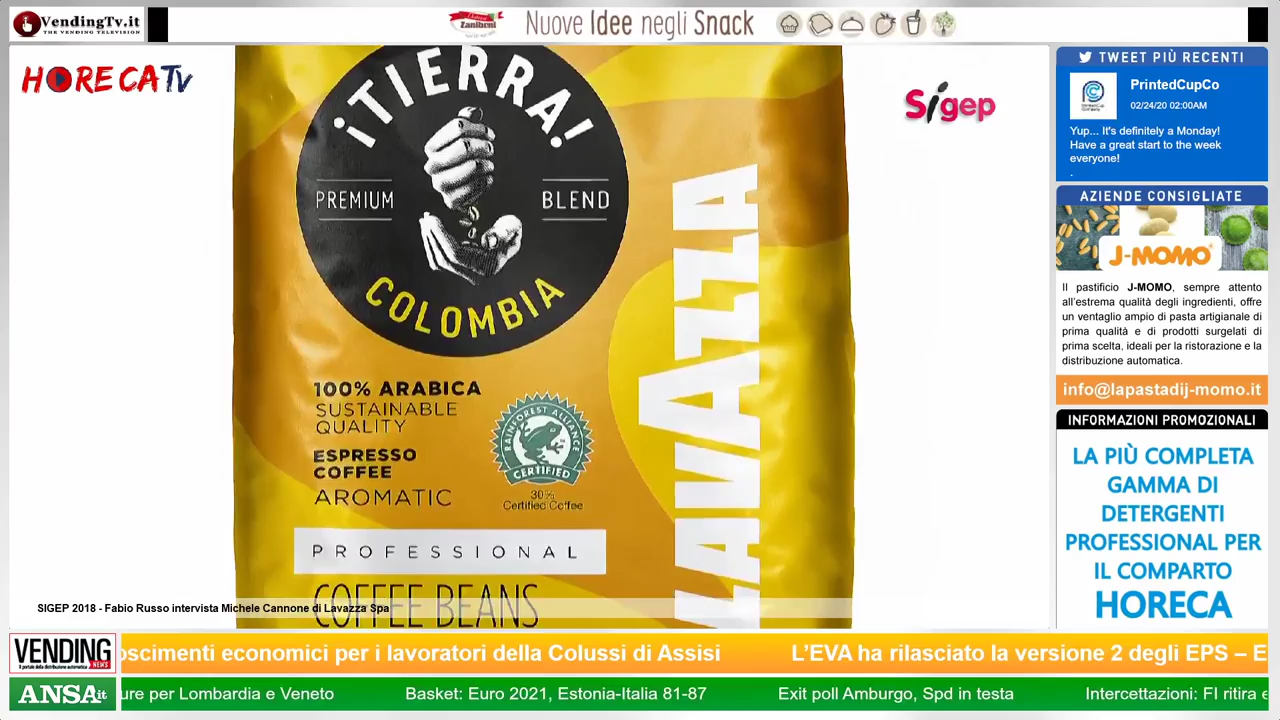 VendingTv.it
THE VENDING TELEVISION
Zaniboni
Nuove Idee negli Snack
HORECATv
Sigep
¡TIERRA!
PREMIUM
BLEND
COLOMBIA
100% ARABICA
SUSTAINABLE
QUALITY
ESPRESSO
COFFEE
AROMATIC
RAINFOREST ALLIANCE
CERTIFIED
30%
Certified Coffee
LAVAZZA
PROFESSIONAL
COFFEE BEANS
SIGEP 2018 - Fabio Russo intervista Michele Cannone di Lavazza Spa
TWEET PIÙ RECENTI
PrintedCupCo
02/24/20 02:00AM
Yup... It's definitely a Monday!
Have a great start to the week
everyone!
.
AZIENDE CONSIGLIATE
J-MOMO
Il pastificio J-MOMO, sempre attento
all'estrema qualità degli ingredienti, offre
un ventaglio ampio di pasta artigianale di
prima qualità e di prodotti surgelati di
prima scelta, ideali per la ristorazione e la
distribuzione automatica.
info@lapastadij-momo.it
INFORMAZIONI PROMOZIONALI
LA PIÙ COMPLETA
GAMMA DI
DETERGENTI
PROFESSIONAL PER
IL COMPARTO
HORECA
VENDING
NEWS
Il portale della distribuzione automatica
oscimenti economici per i lavoratori della Colussi di Assisi
L'EVA ha rilasciato la versione 2 degli EPS – E
ANSA.it
ure per Lombardia e Veneto
Basket: Euro 2021, Estonia-Italia 81-87
Exit poll Amburgo, Spd in testa
Intercettazioni: FI ritira e